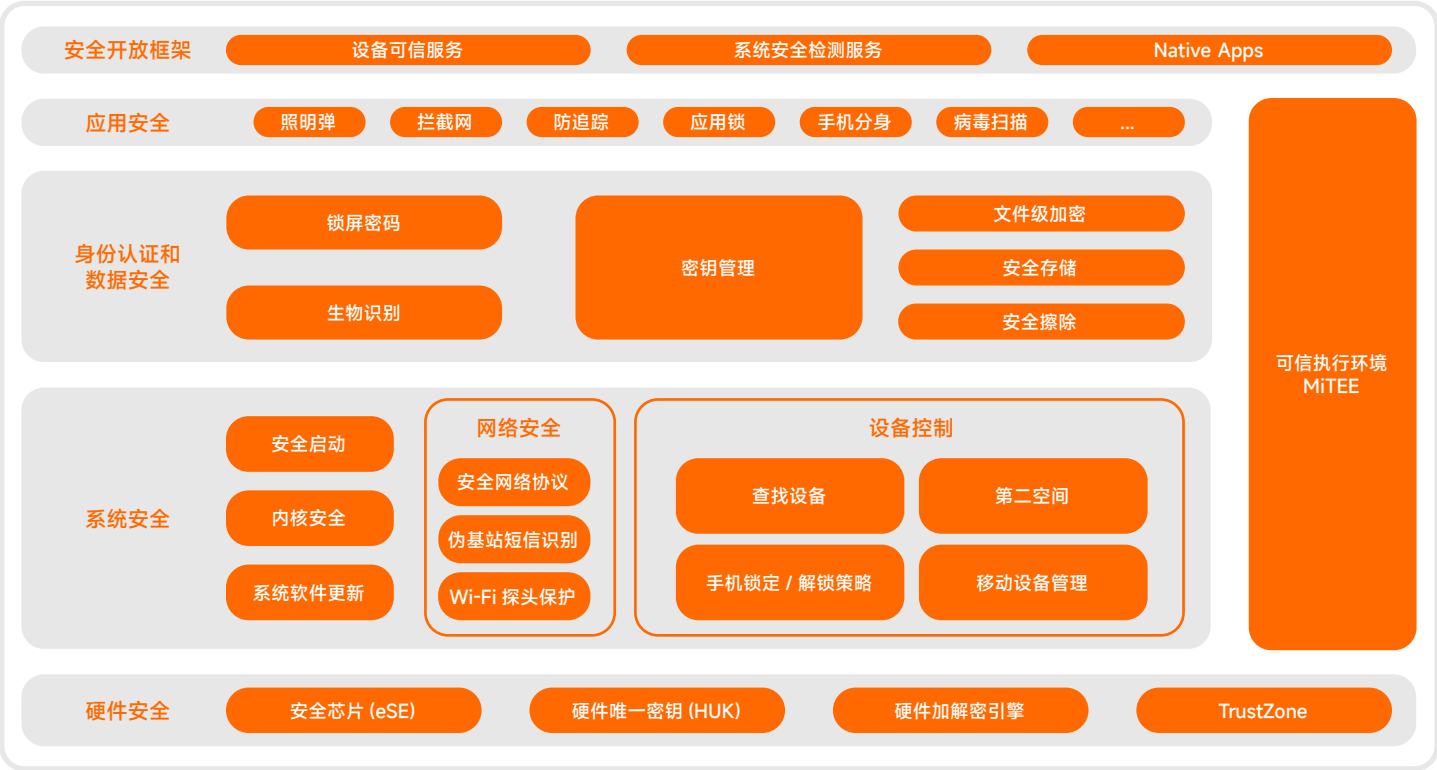 安全开放框架
设备可信服务
系统安全检测服务
Native Apps
应用安全
照明弹
拦截网
防追踪
应用锁
手机分身
病毒扫描
...
身份认证和
数据安全
锁屏密码
生物识别
密钥管理
文件级加密
安全存储
安全擦除
可信执行环境
MiTEE
系统安全
安全启动
内核安全
系统软件更新
网络安全
安全网络协议
伪基站短信识别
Wi-Fi 探头保护
设备控制
查找设备
第二空间
手机锁定 / 解锁策略
移动设备管理
硬件安全
安全芯片 (eSE)
硬件唯一密钥 (HUK)
硬件加解密引擎
TrustZone